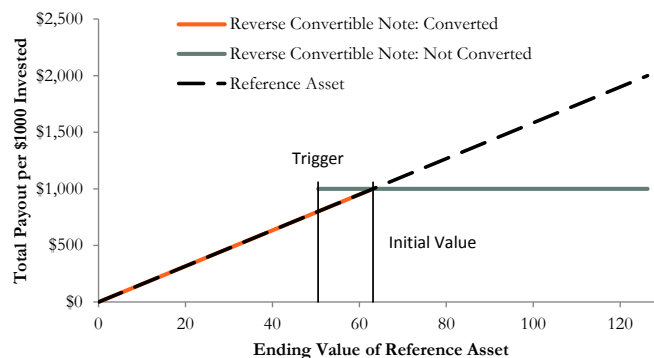 $2,500
$2,000
$1,500
$1,000
$500
$0
Total Payout per $1000 Invested
Reverse Convertible Note: Converted
Reverse Convertible Note: Not Converted
Reference Asset
Trigger
Initial Value
0 20 40 60 80 100 120
Ending Value of Reference Asset